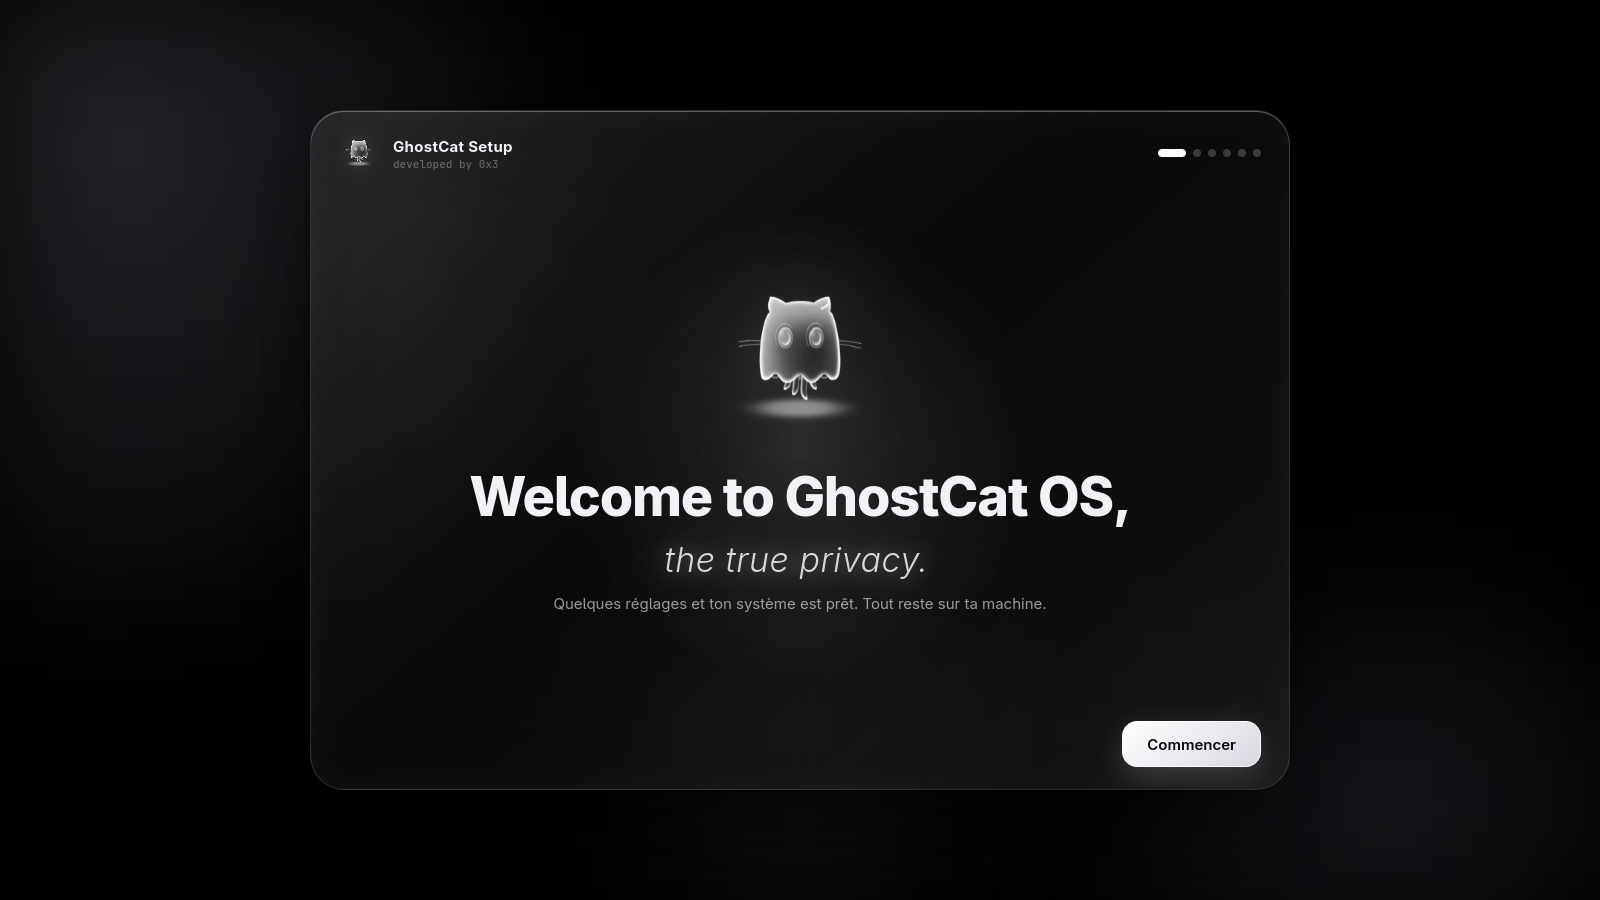 GhostCat Setup
developed by 0x3
Welcome to GhostCat OS,
the true privacy.
Quelques réglages et ton système est prêt. Tout reste sur ta machine.
Commencer